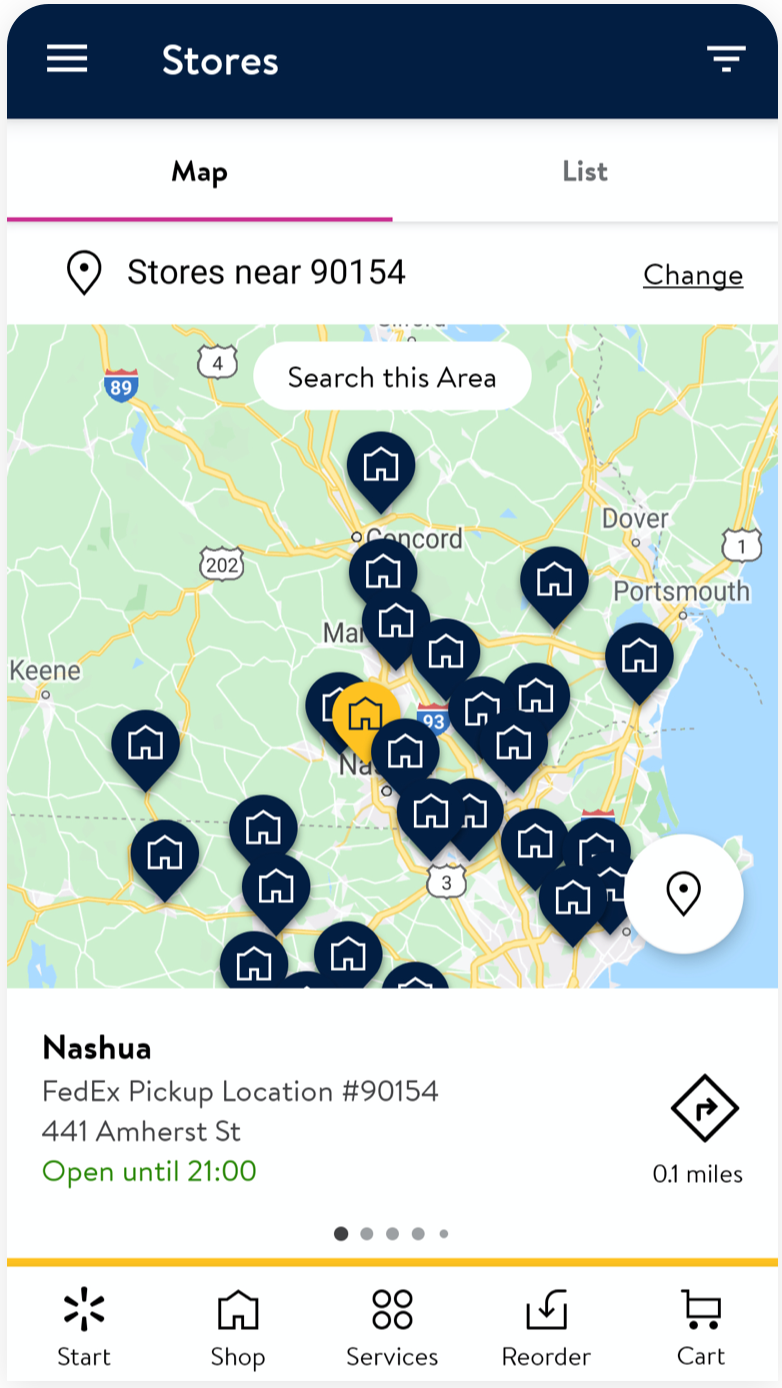 Stores
Map
List
Stores near 90154
Change
4
Search this Area
89
Concord
Dover
1
202
Portsmouth
Keene
93
3
Nashua
FedEx Pickup Location #90154
441 Amherst St
Open until 21:00
0.1 miles
Start
Shop
Services
Reorder
Cart